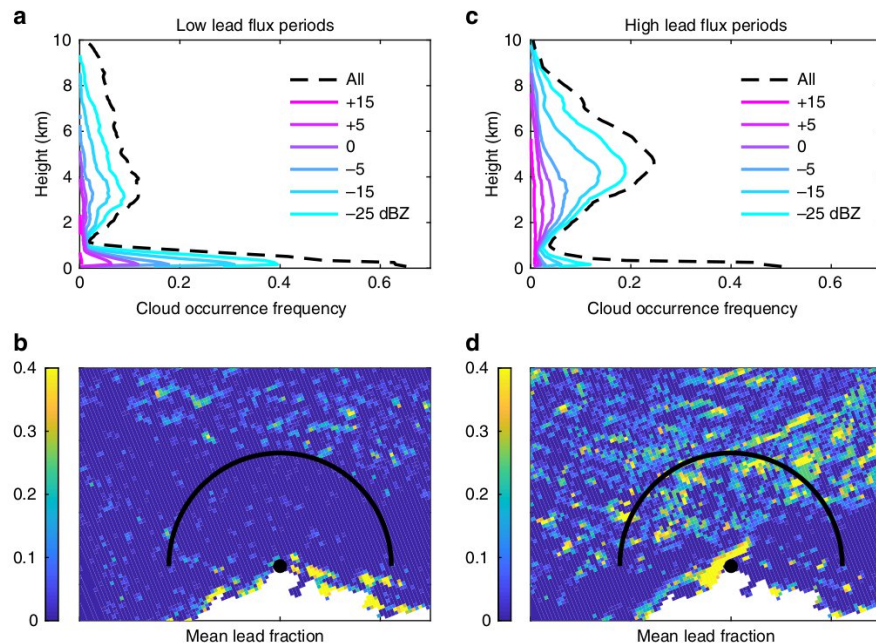 a
Low lead flux periods
10
8
6
4
2
0
Height (km)
0
0.2
0.4
0.6
Cloud occurrence frequency
All
+15
+5
0
−5
−15
−25 dBZ
c
High lead flux periods
10
8
6
4
2
0
Height (km)
0
0.2
0.4
0.6
Cloud occurrence frequency
All
+15
+5
0
−5
−15
−25 dBZ
b
0.4
0.3
0.2
0.1
0
Mean lead fraction
d
0.4
0.3
0.2
0.1
0
Mean lead fraction